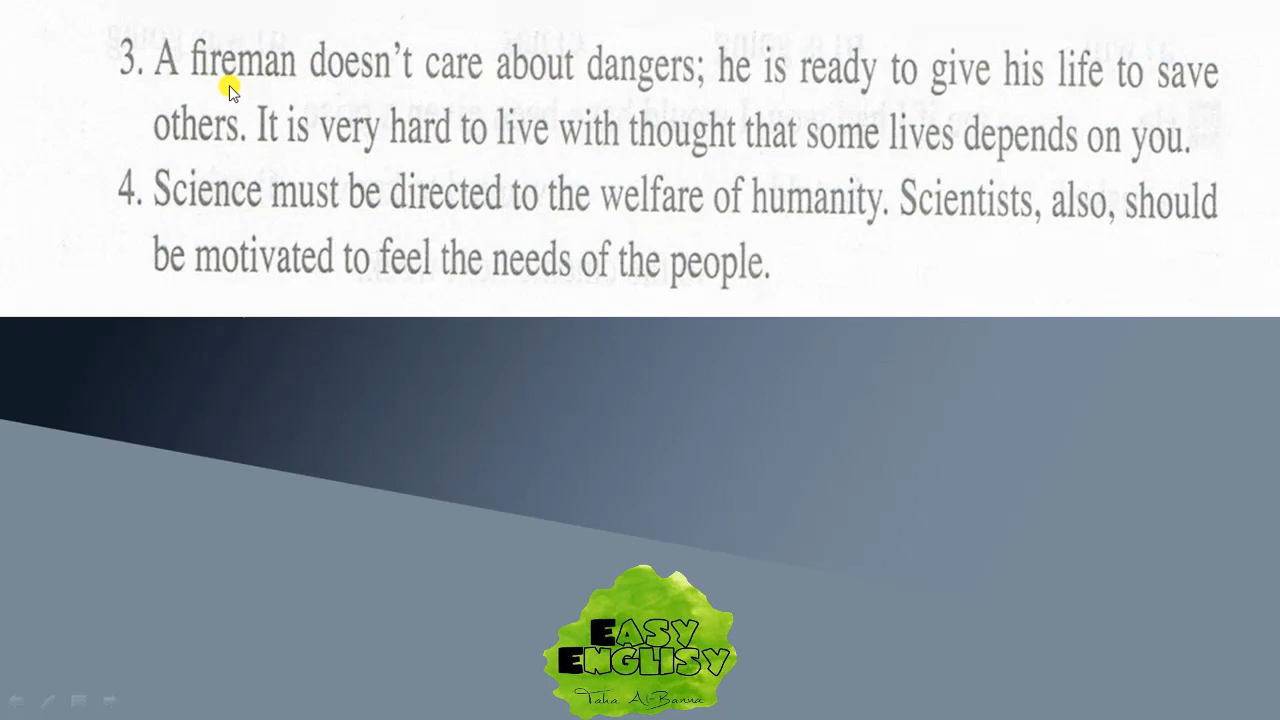 3. A fireman doesn't care about dangers; he is ready to give his life to save
others. It is very hard to live with thought that some lives depends on you.
4. Science must be directed to the welfare of humanity. Scientists, also, should
be motivated to feel the needs of the people.
EASY
ENGLISY
Taha Al-Banna